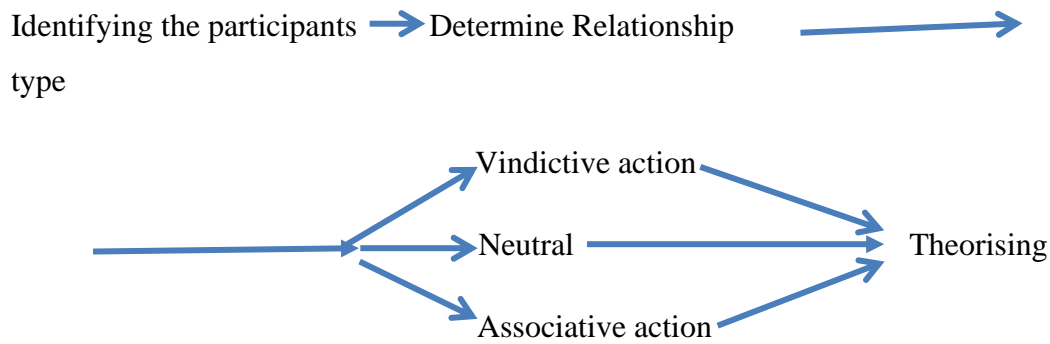 Identifying the participants Determine Relationship
type
Vindictive action
Neutral Theorising
Associative action